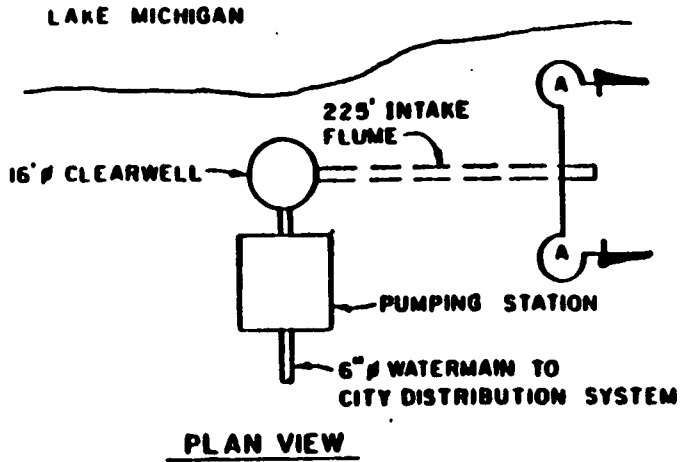 LAKE MICHIGAN
A
225' INTAKE
FLUME
16'ø CLEARWELL
A
PUMPING STATION
6"ø WATERMAIN TO
CITY DISTRIBUTION SYSTEM
PLAN VIEW